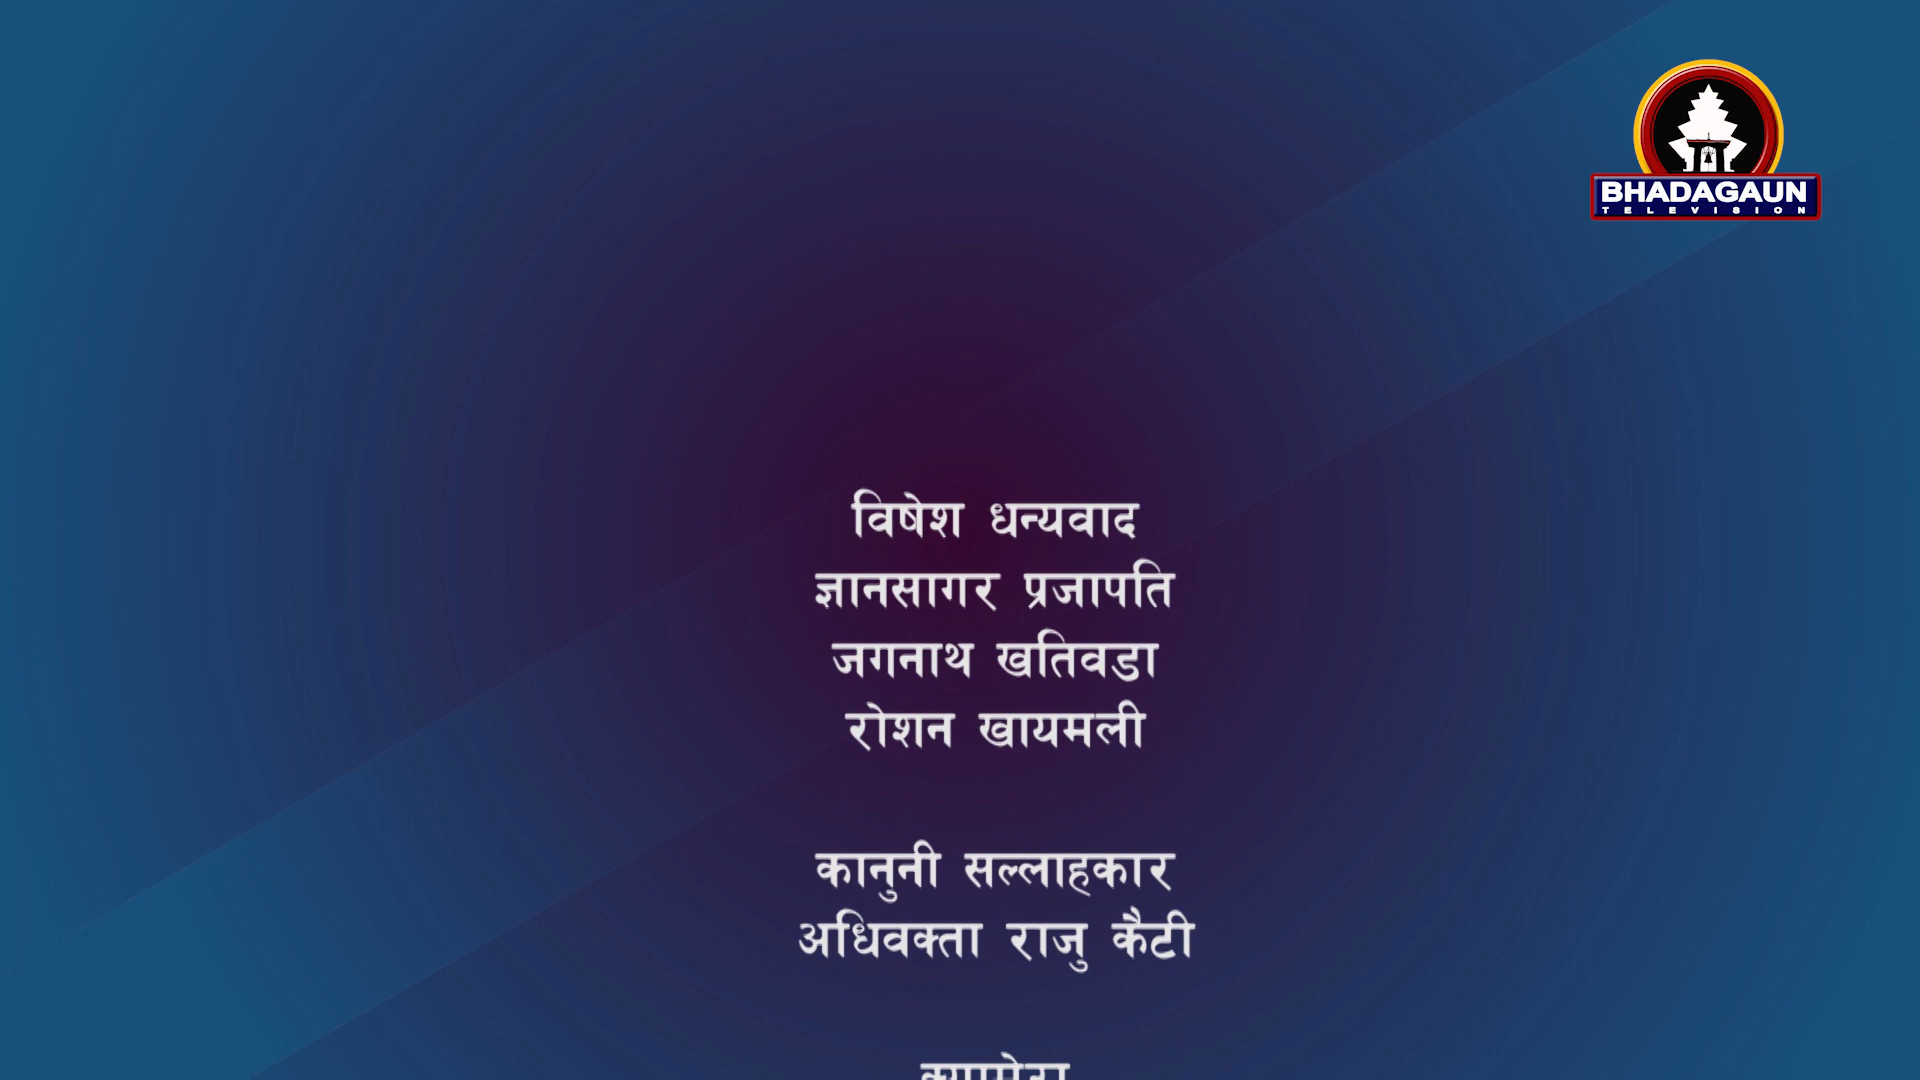 BHADAGAUN
TELEVISION
विषेश धन्यवाद
ज्ञानसागर प्रजापति
जगनाथ खतिवडा
रोशन खायमली
कानुनी सल्लाहकार
अधिवक्ता राजु कैटी